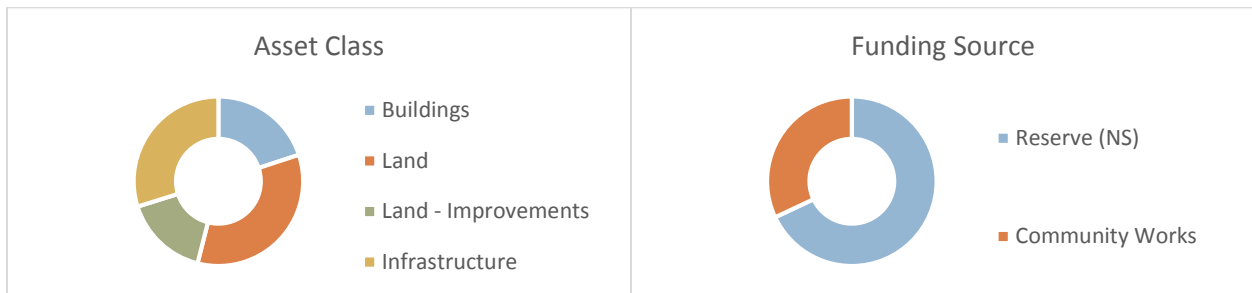 Asset Class
Buildings
Land
Land - Improvements
Infrastructure
Funding Source
Reserve (NS)
Community Works